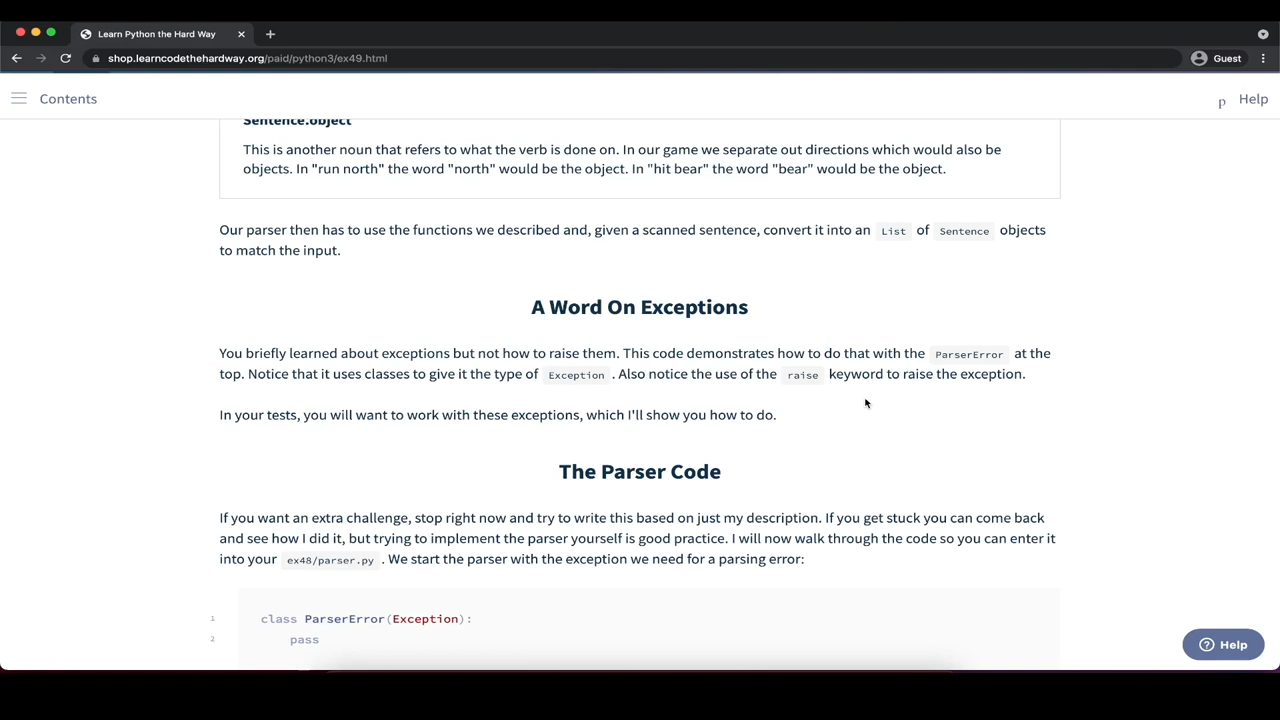 Learn Python the Hard Way
shop.learncodethehardway.org/paid/python3/ex49.html
Guest
Contents
p Help
Sentence.object
This is another noun that refers to what the verb is done on. In our game we separate out directions which would also be
objects. In "run north" the word "north" would be the object. In "hit bear" the word "bear" would be the object.
Our parser then has to use the functions we described and, given a scanned sentence, convert it into an List of Sentence objects
to match the input.
A Word On Exceptions
You briefly learned about exceptions but not how to raise them. This code demonstrates how to do that with the ParserError at the
top. Notice that it uses classes to give it the type of Exception. Also notice the use of the raise keyword to raise the exception.
In your tests, you will want to work with these exceptions, which I'll show you how to do.
The Parser Code
If you want an extra challenge, stop right now and try to write this based on just my description. If you get stuck you can come back
and see how I did it, but trying to implement the parser yourself is good practice. I will now walk through the code so you can enter it
into your ex48/parser.py. We start the parser with the exception we need for a parsing error:
1 class ParserError(Exception):
2 pass
Help